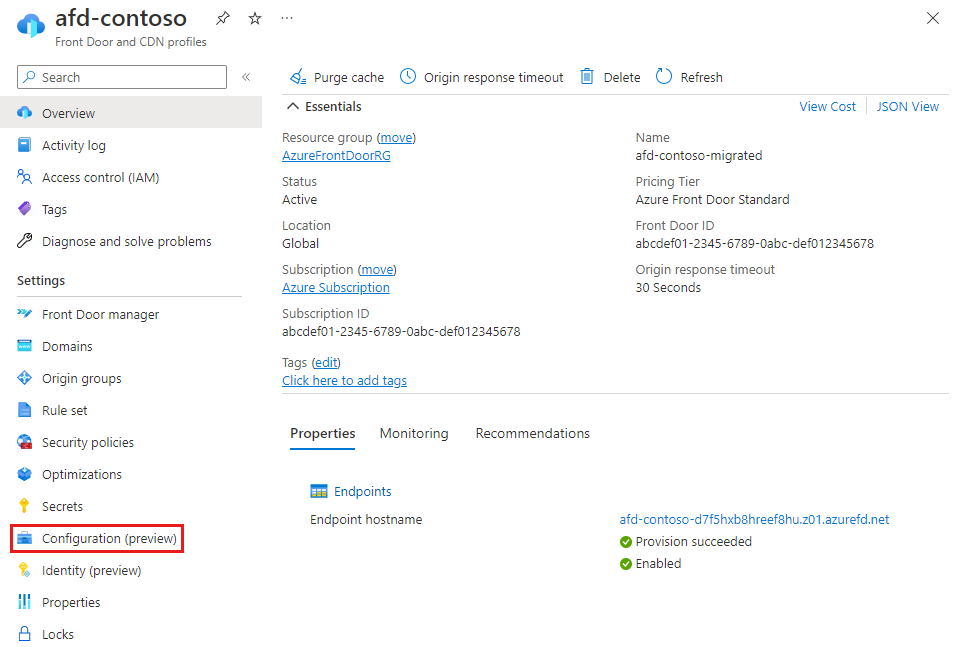 afd-contoso
Front Door and CDN profiles
Search
Overview
Activity log
Access control (IAM)
Tags
Diagnose and solve problems
Settings
Front Door manager
Domains
Origin groups
Rule set
Security policies
Optimizations
Secrets
Configuration (preview)
Identity (preview)
Properties
Locks
Purge cache Origin response timeout Delete Refresh
Essentials View Cost JSON View
Resource group (move)
AzureFrontDoorRG
Status
Active
Location
Global
Subscription (move)
Azure Subscription
Subscription ID
abcdef01-2345-6789-0abc-def012345678
Tags (edit)
Click here to add tags
Name
afd-contoso-migrated
Pricing Tier
Azure Front Door Standard
Front Door ID
abcdef01-2345-6789-0abc-def012345678
Origin response timeout
30 Seconds
Properties Monitoring Recommendations
Endpoints
Endpoint hostname afd-contoso-d7f5hxb8hreef8hu.z01.azurefd.net
Provision succeeded
Enabled